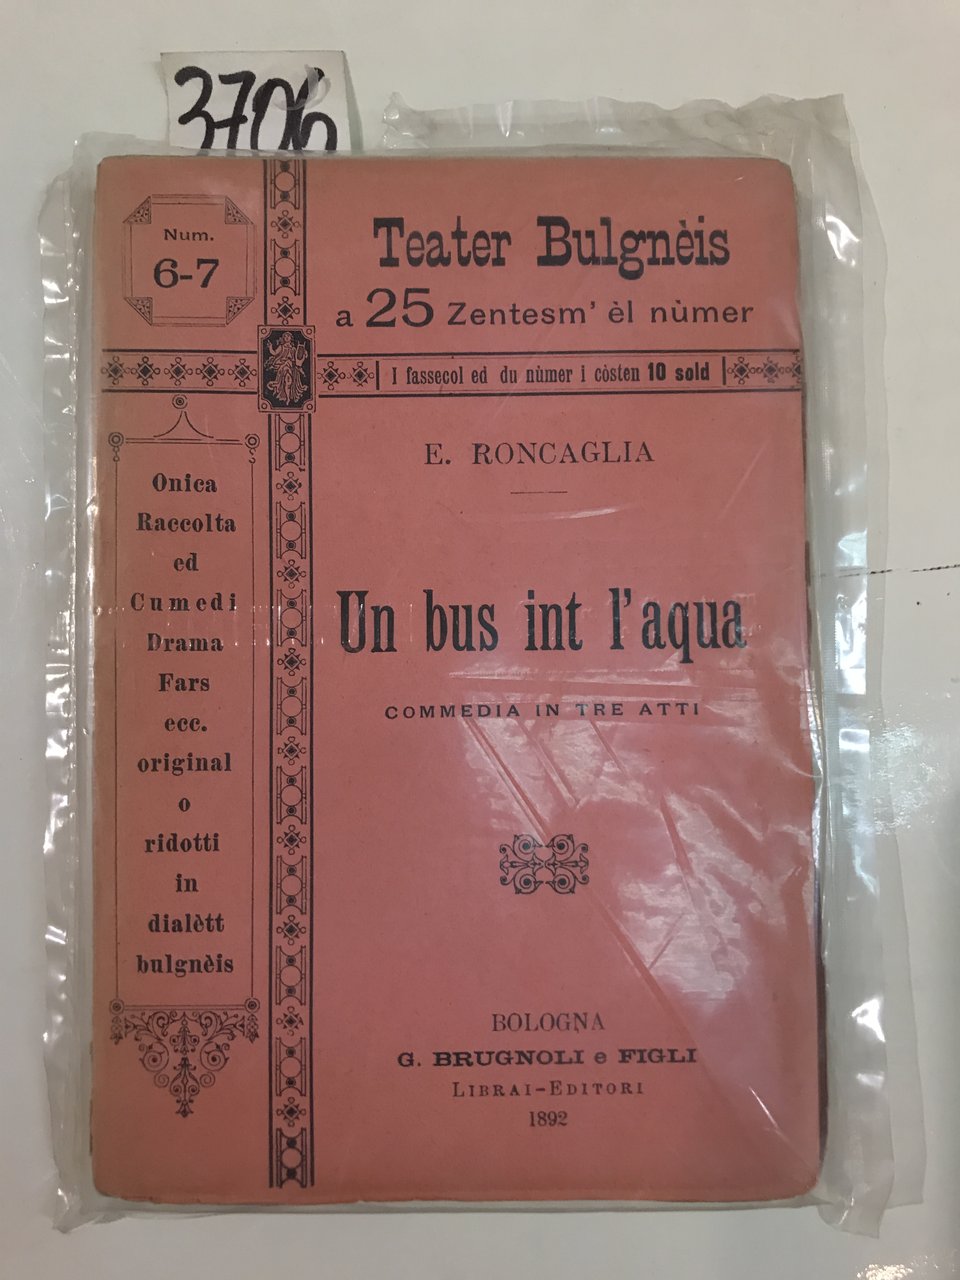 3706
Num.
6-7
Teater Bulgnèis
a 25 Zentesm' èl nùmer
I fassecol ed du nùmer i còsten 10 sold
Onica
Raccolta
ed
Cumedi
Drama
Fars
ecc.
original
o
ridotti
in
dialètt
bulgnèis
E. RONCAGLIA
Un bus int l'aqua
COMMEDIA IN TRE ATTI
BOLOGNA
G. BRUGNOLI e FIGLI
LIBRAI-EDITORI
1892